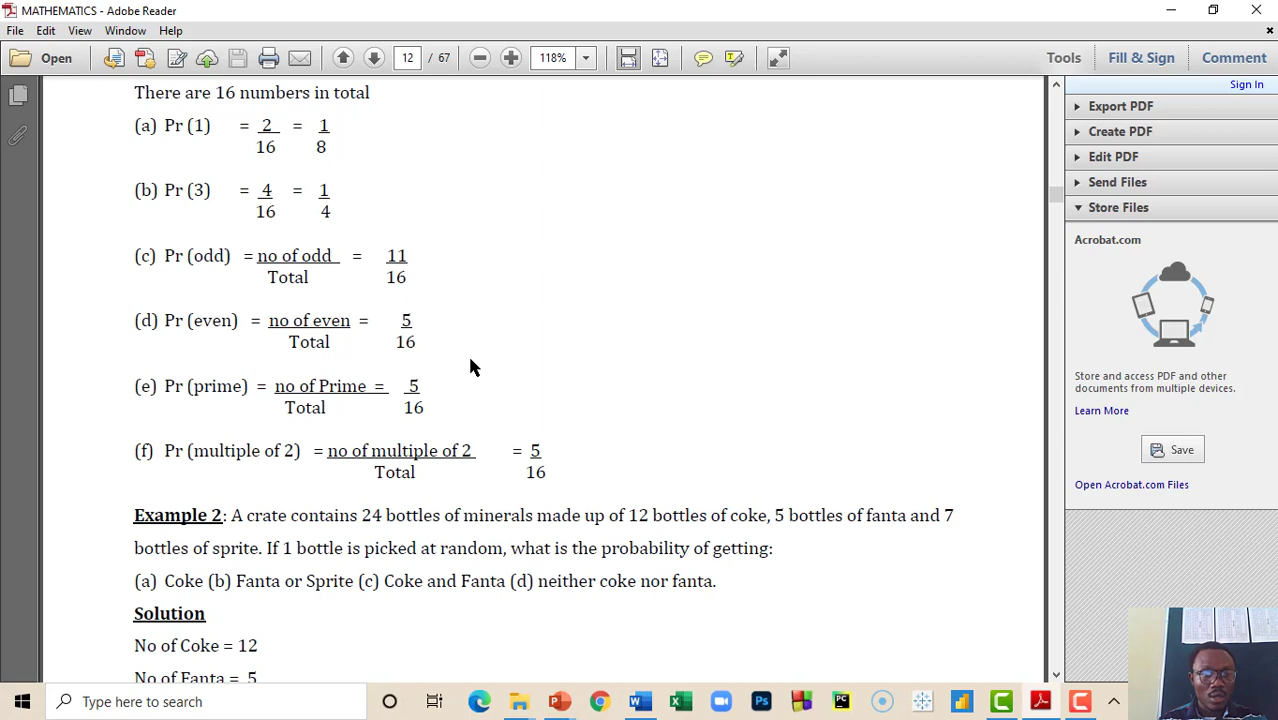 MATHEMATICS - Adobe Reader
File Edit View Window Help
Open 12 / 67 118% Tools Fill & Sign Comment
Sign In
There are 16 numbers in total
(a) Pr (1) = 2 = 1
16 8
(b) Pr (3) = 4 = 1
16 4
(c) Pr (odd) = no of odd = 11
Total 16
(d) Pr (even) = no of even = 5
Total 16
(e) Pr (prime) = no of Prime = 5
Total 16
(f) Pr (multiple of 2) = no of multiple of 2 = 5
Total 16
Example 2: A crate contains 24 bottles of minerals made up of 12 bottles of coke, 5 bottles of fanta and 7
bottles of sprite. If 1 bottle is picked at random, what is the probability of getting:
(a) Coke (b) Fanta or Sprite (c) Coke and Fanta (d) neither coke nor fanta.
Solution
No of Coke = 12
No of Fanta = 5
Export PDF
Create PDF
Edit PDF
Send Files
Store Files
Acrobat.com
Store and access PDF and other
documents from multiple devices.
Learn More
Save
Open Acrobat.com Files
Type here to search
Ps
PC